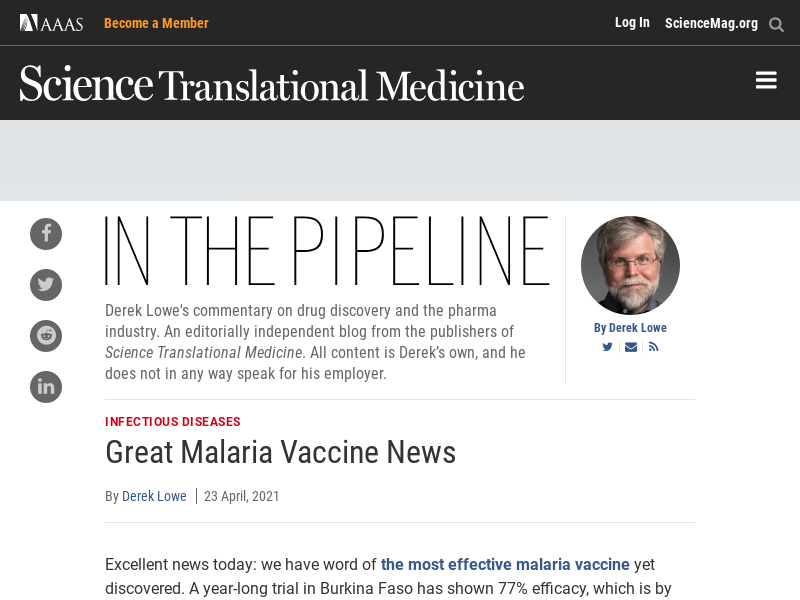 AAAS Become a Member Log In ScienceMag.org
Science Translational Medicine
IN THE PIPELINE
Derek Lowe's commentary on drug discovery and the pharma
industry. An editorially independent blog from the publishers of
Science Translational Medicine. All content is Derek’s own, and he
does not in any way speak for his employer.
By Derek Lowe
INFECTIOUS DISEASES
Great Malaria Vaccine News
By Derek Lowe 23 April, 2021
Excellent news today: we have word of the most effective malaria vaccine yet
discovered. A year-long trial in Burkina Faso has shown 77% efficacy, which is by